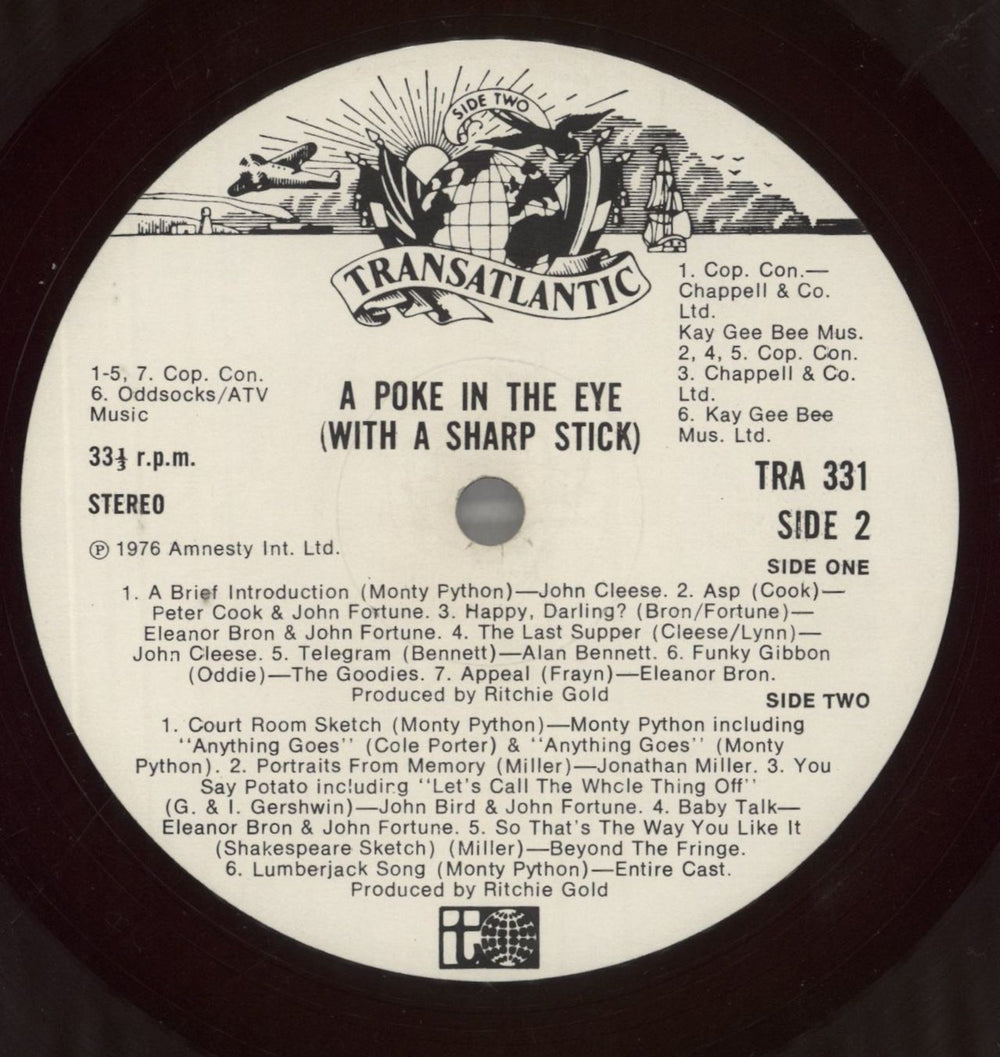 SIDE TWO
TRANSATLANTIC
1. Cop. Con.—
Chappell & Co.
Ltd.
Kay Gee Bee Mus.
2, 4, 5. Cop. Con.
3. Chappell & Co.
Ltd.
6. Kay Gee Bee
Mus. Ltd.
1-5, 7. Cop. Con.
6. Oddsocks/ATV
Music
33⅓ r.p.m.
STEREO
℗ 1976 Amnesty Int. Ltd.
A POKE IN THE EYE
(WITH A SHARP STICK)
TRA 331
SIDE 2
SIDE ONE
1. A Brief Introduction (Monty Python)—John Cleese. 2. Asp (Cook)—
Peter Cook & John Fortune. 3. Happy, Darling? (Bron/Fortune)—
Eleanor Bron & John Fortune. 4. The Last Supper (Cleese/Lynn)—
John Cleese. 5. Telegram (Bennett)—Alan Bennett. 6. Funky Gibbon
(Oddie)—The Goodies. 7. Appeal (Frayn)—Eleanor Bron.
Produced by Ritchie Gold
SIDE TWO
1. Court Room Sketch (Monty Python)—Monty Python including
"Anything Goes" (Cole Porter) & "Anything Goes" (Monty
Python). 2. Portraits From Memory (Miller)—Jonathan Miller. 3. You
Say Potato including "Let's Call The Whole Thing Off"
(G. & I. Gershwin)—John Bird & John Fortune. 4. Baby Talk—
Eleanor Bron & John Fortune. 5. So That's The Way You Like It
(Shakespeare Sketch) (Miller)—Beyond The Fringe.
6. Lumberjack Song (Monty Python)—Entire Cast.
Produced by Ritchie Gold